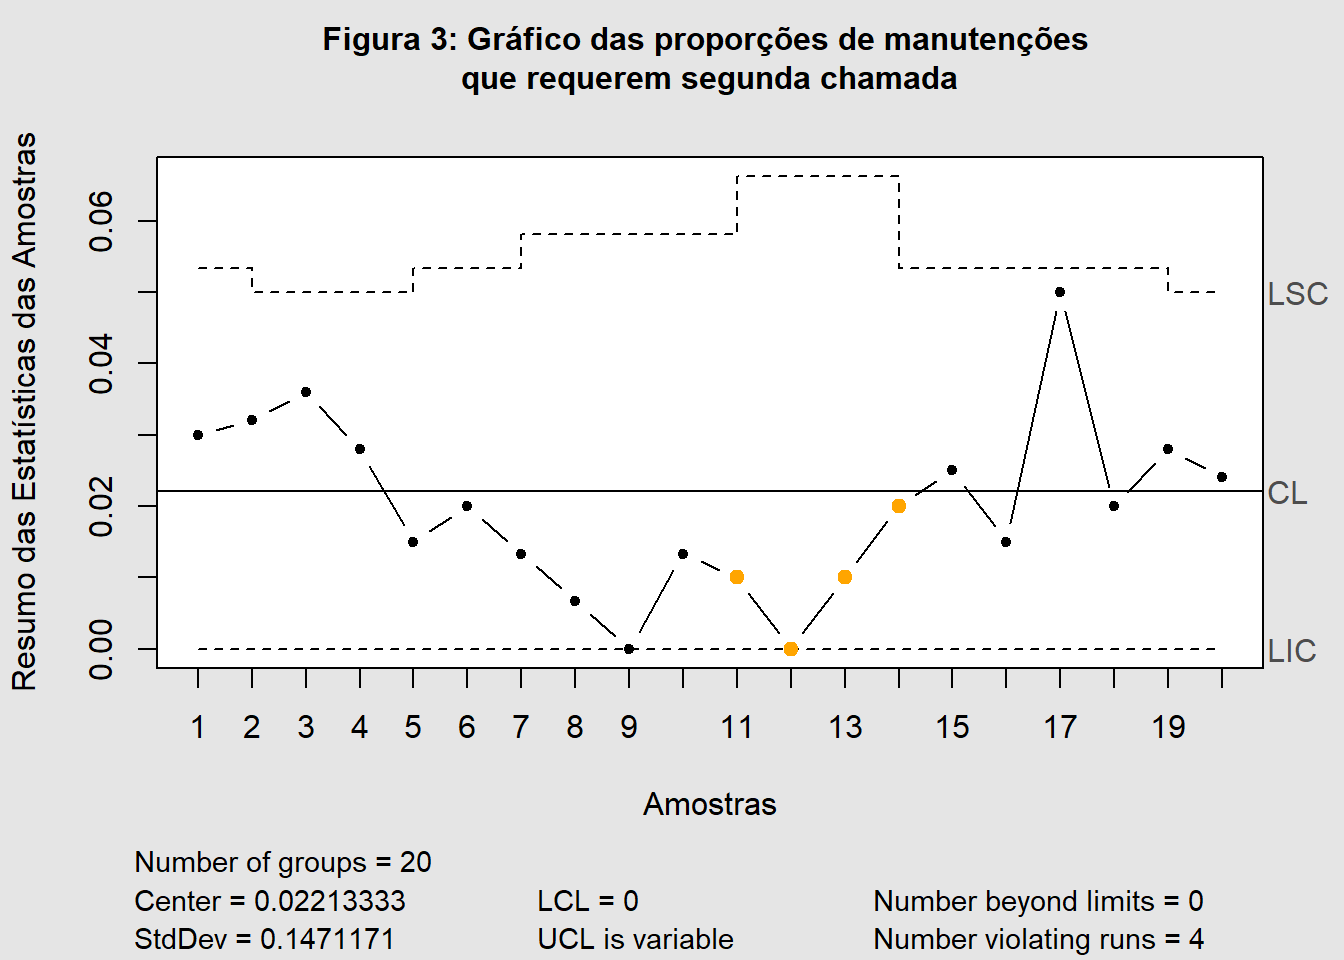 Figura 3: Gráfico das proporções de manutenções
que requerem segunda chamada
Resumo das Estatísticas das Amostras
0.06
0.04
0.02
0.00
LSC
CL
LIC
1 2 3 4 5 6 7 8 9 11 13 15 17 19
Amostras
Number of groups = 20
Center = 0.02213333 LCL = 0 Number beyond limits = 0
StdDev = 0.1471171 UCL is variable Number violating runs = 4